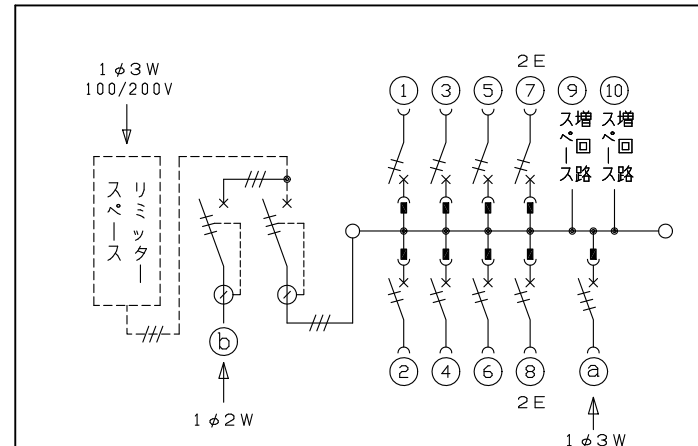 1φ3W
100/200V
リミッター
スペース
ⓑ
1φ2W
2E
① ③ ⑤ ⑦ ⑨ ⑩
増回路
スペース
増回路
スペース
② ④ ⑥ ⑧ ⓐ
2E
1φ3W